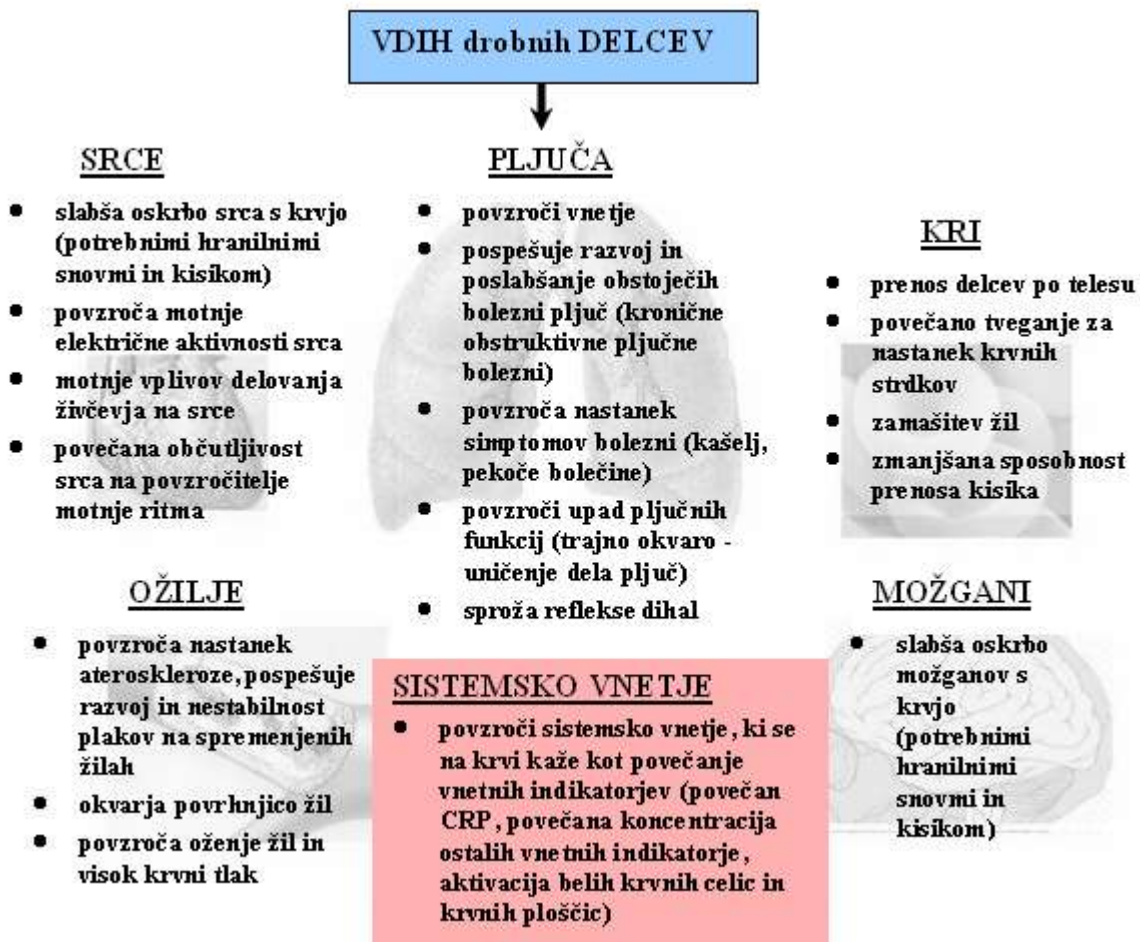 VDIH drobnih DELCEV
SRCE
• slabša oskrbo srca s krvjo
(potrebnimi hranilnimi
snovmi in kisikom)
• povzroča motnje
električne aktivnosti srca
• motnje vplivov delovanja
živčevja na srce
• povečana občutljivost
srca na povzročitelje
motnje ritma
PLJUČA
• povzroči vnetje
• pospešuje razvoj in
poslabšanje obstoječih
bolezni pljuč (kronične
obstruktivne pljučne
bolezni)
• povzroča nastanek
simptomov bolezni (kašelj,
pekoče bolečine)
• povzroči upad pljučnih
funkcij (trajno okvaro -
uničenje dela pljuč)
• sproža reflekse dihal
KRI
• prenos delcev po telesu
• povečano tveganje za
nastanek krvnih
strdkov
• zamašitev žil
• zmanjšana sposobnost
prenosa kisika
OŽILJE
• povzroča nastanek
ateroskleroze, pospešuje
razvoj in nestabilnost
plakov na spremenjenih
žilah
• okvarja površnjico žil
• povzroča oženje žil in
visok krvni tlak
SISTEMSKO VNETJE
• povzroči sistemsko vnetje, ki se
na krvi kaže kot povečanje
vnetnih indikatorjev (povečan
CRP, povečana koncentracija
ostalih vnetnih indikatorje,
aktivacija belih krvnih celic in
krvnih ploščic)
MOŽGANI
• slabša oskrbo
možganov s
krvjo
(potrebnimi
hranilnimi
snovmi in
kisikom)